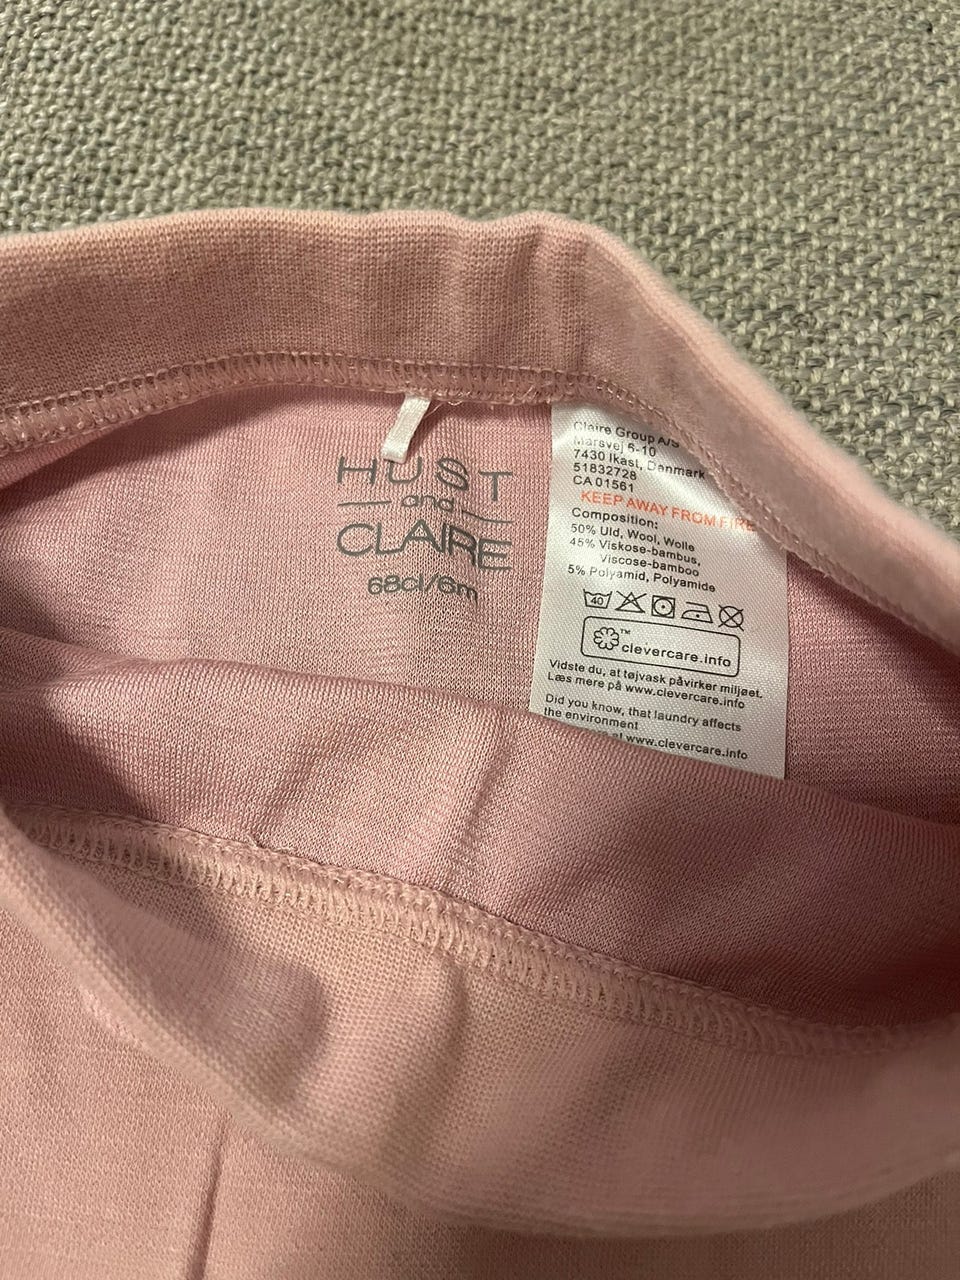 HUST
and
CLAIRE
68cl/6m
Claire Group A/S
Marsvej 6-10
7430 Ikast, Danmark
51832728
CA 01561
KEEP AWAY FROM FIRE
Composition:
50% Uld, Wool, Wolle
45% Viskose-bambus,
Viscose-bamboo
5% Polyamid, Polyamide
40
™
clevercare.info
Vidste du, at tøjvask påvirker miljøet.
Læs mere på www.clevercare.info
Did you know, that laundry affects
the environment
at www.clevercare.info